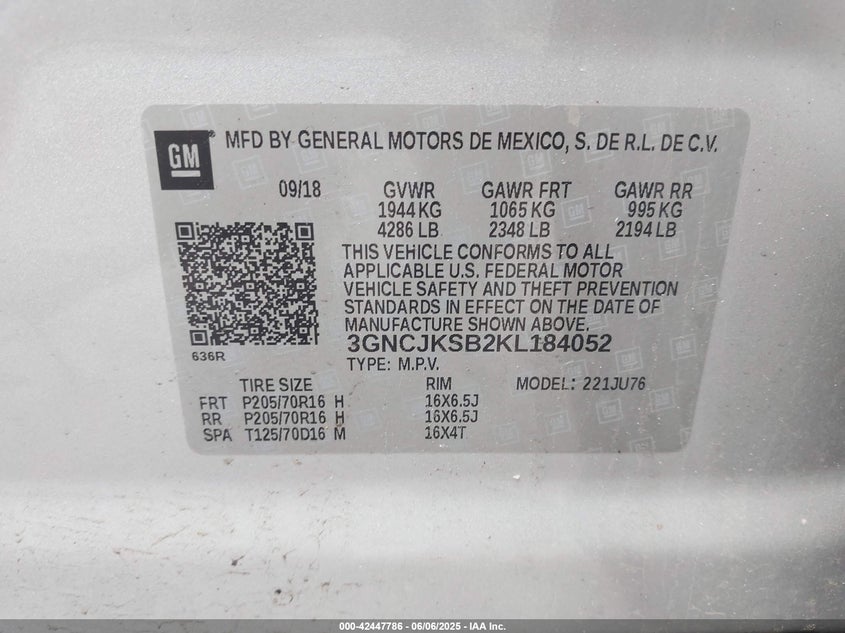 GM® MFD BY GENERAL MOTORS DE MEXICO, S. DE R.L. DE C.V.
09/18 GVWR GAWR FRT GAWR RR
1944 KG 1065 KG 995 KG
4286 LB 2348 LB 2194 LB
THIS VEHICLE CONFORMS TO ALL
APPLICABLE U.S. FEDERAL MOTOR
VEHICLE SAFETY AND THEFT PREVENTION
STANDARDS IN EFFECT ON THE DATE OF
MANUFACTURE SHOWN ABOVE.
3GNCJKSB2KL184052
636R
TYPE: M.P.V.
TIRE SIZE RIM MODEL: 221JU76
FRT P205/70R16 H 16X6.5J
RR P205/70R16 H 16X6.5J
SPA T125/70D16 M 16X4T
000-42447786 - 06/06/2025 - IAA Inc.